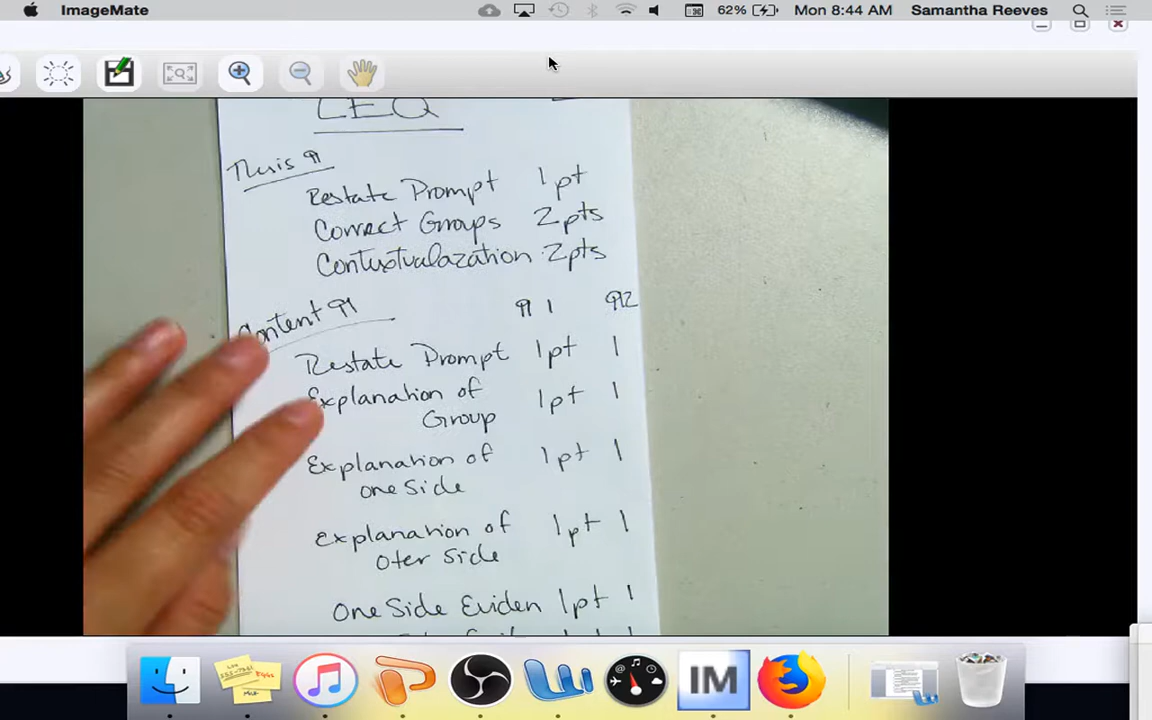 ImageMate 62% Mon 8:44 AM Samantha Reeves
LEQ
Thesis ¶
Restate Prompt 1pt
Correct Groups 2pts
Contextualazation 2pts
Content ¶ ¶1 ¶2
Restate Prompt 1pt 1
Explanation of
Group 1pt 1
Explanation of 1pt 1
one Side
Explanation of 1pt 1
Oter Side
One Side Eviden 1pt 1
IM